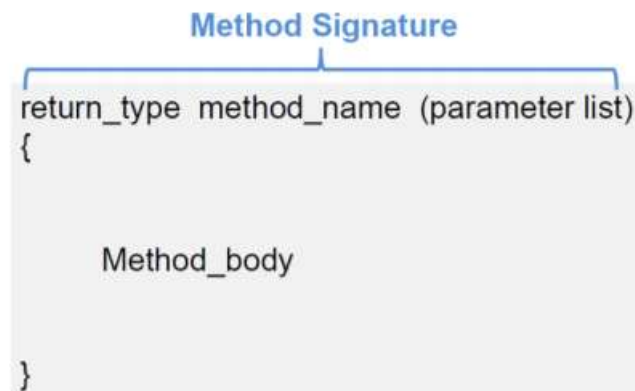 Method Signature
return_type method_name (parameter list)
{
Method_body
}